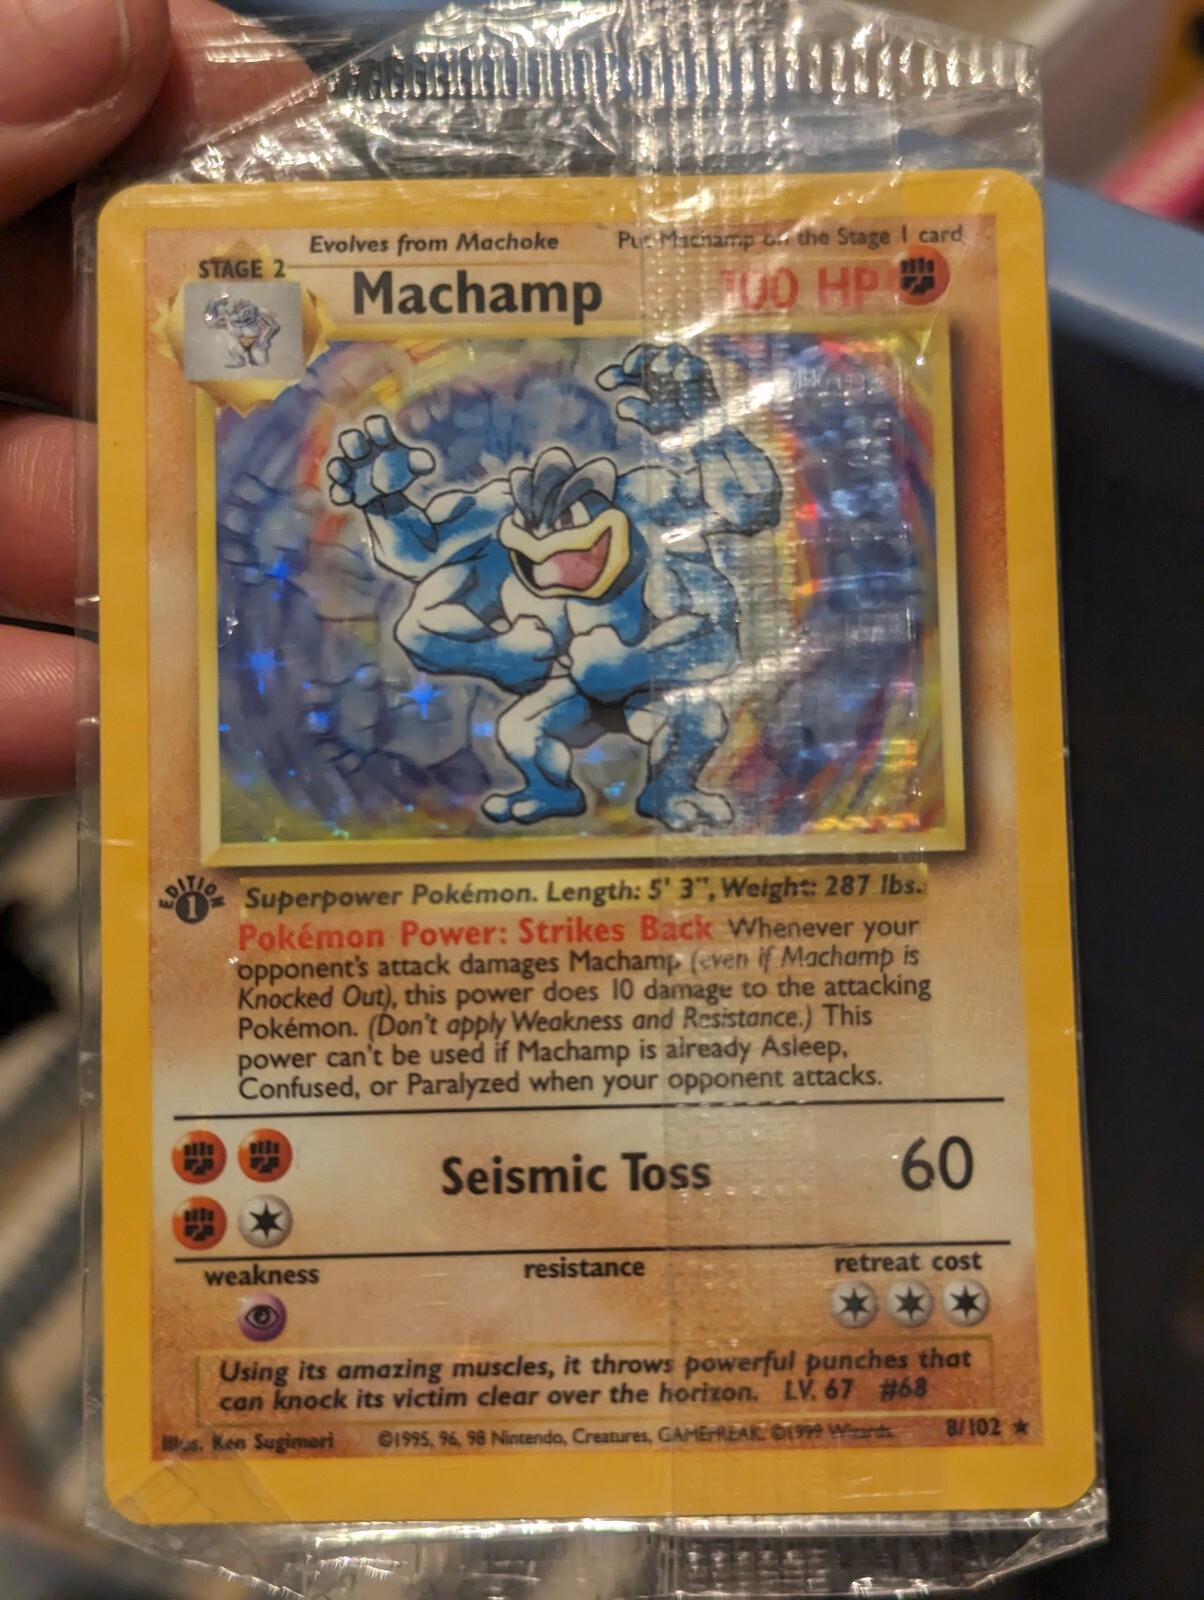 Evolves from Machoke Put Machamp on the Stage 1 card
STAGE 2
Machamp 100 HP
EDITION
1
Superpower Pokémon. Length: 5' 3", Weight: 287 lbs.
Pokémon Power: Strikes Back Whenever your
opponent's attack damages Machamp (even if Machamp is
Knocked Out), this power does 10 damage to the attacking
Pokémon. (Don't apply Weakness and Resistance.) This
power can't be used if Machamp is already Asleep,
Confused, or Paralyzed when your opponent attacks.
Seismic Toss 60
weakness resistance retreat cost
Using its amazing muscles, it throws powerful punches that
can knock its victim clear over the horizon. LV. 67 #68
Illus. Ken Sugimori ©1995, 96, 98 Nintendo, Creatures, GAMEFREAK. ©1999 Wizards. 8/102 ★